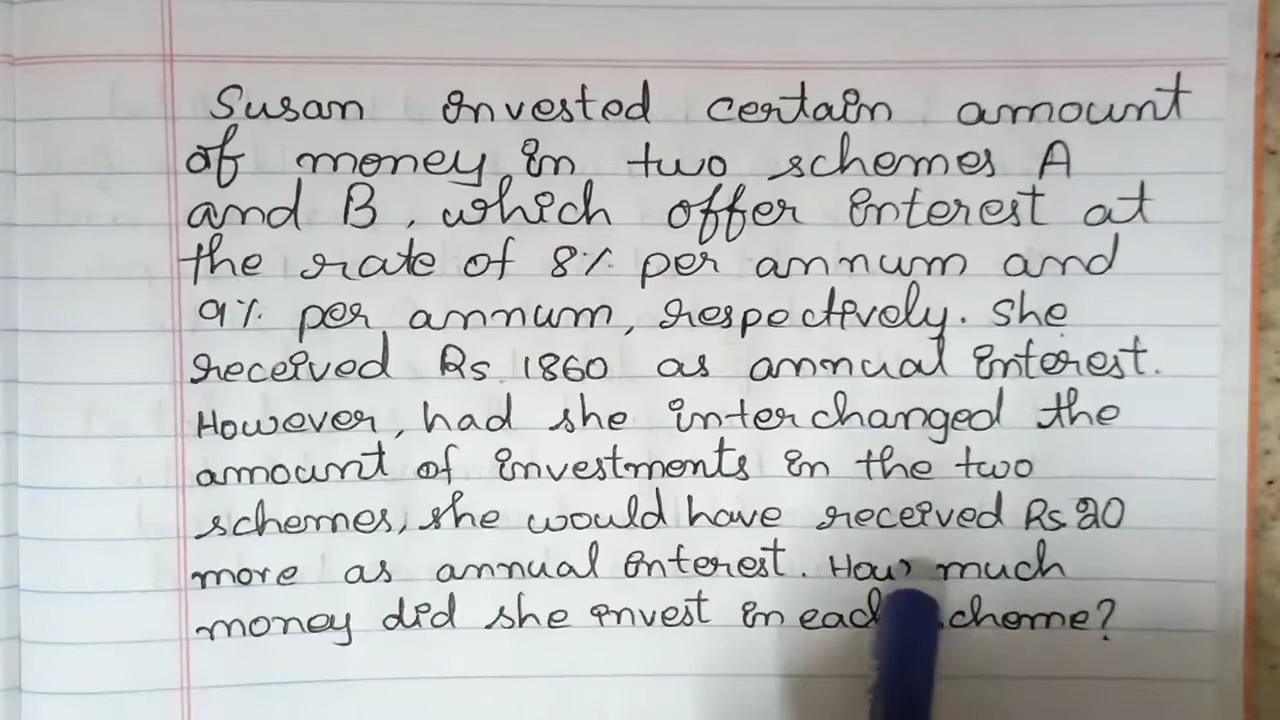 Susan invested certain amount
of money in two schemes A
and B, which offer interest at
the rate of 8% per annum and
9% per annum, respectively. She
received Rs 1860 as annual interest.
However, had she interchanged the
amount of investments in the two
schemes, she would have received Rs 20
more as annual interest. How much
money did she invest in each scheme?